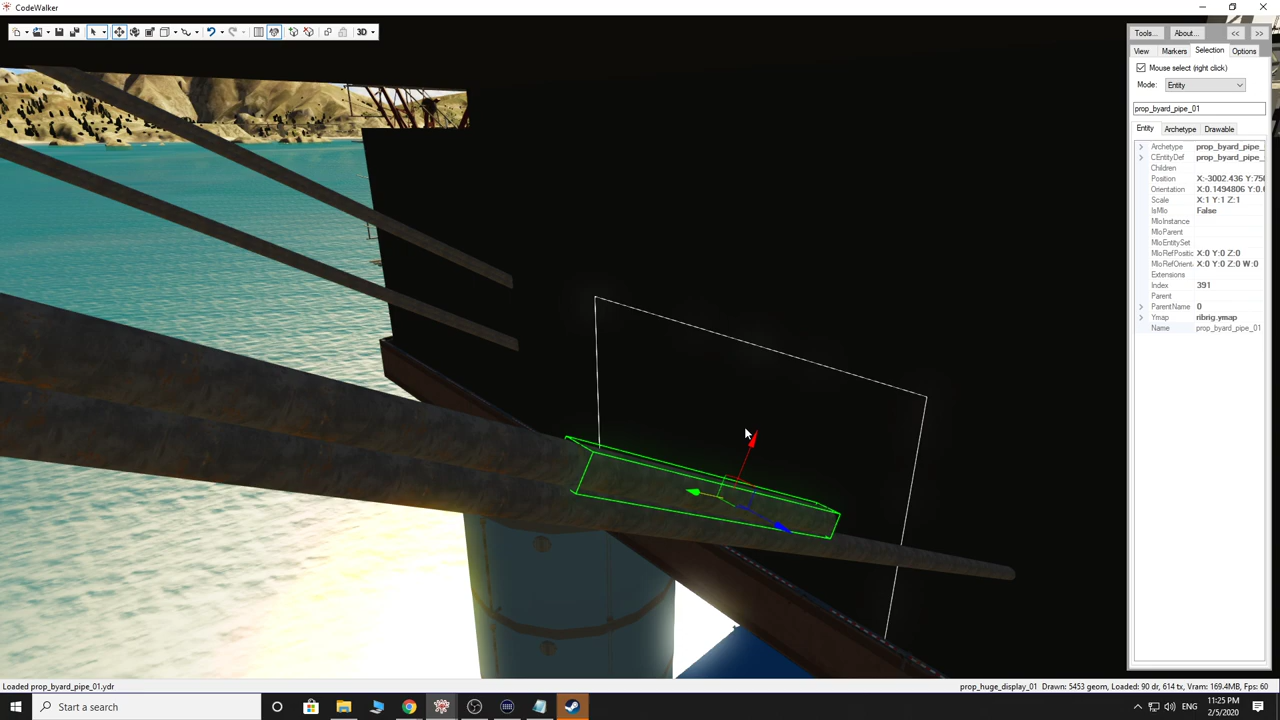 CodeWalker
3D
Tools...
About...
<<
>>
View
Markers
Selection
Options
Mouse select (right click)
Mode:
Entity
prop_byard_pipe_01
Entity
Archetype
Drawable
Archetype prop_byard_pipe_
CEntityDef prop_byard_pipe_
Children
Position X:-3002.436 Y:756
Orientation X:0.1494806 Y:0.
Scale X:1 Y:1 Z:1
IsMlo False
MloInstance
MloParent
MloEntitySet
MloRefPositic X:0 Y:0 Z:0
MloRefOrient X:0 Y:0 Z:0 W:0
Extensions
Index 391
Parent
ParentName 0
Ymap ribrig.ymap
Name prop_byard_pipe_01
Loaded prop_byard_pipe_01.ydr
prop_huge_display_01 Drawn: 5453 geom, Loaded: 90 dr, 614 tx, Vram: 169.4MB, Fps: 60
Start a search
ENG
11:25 PM
2/5/2020